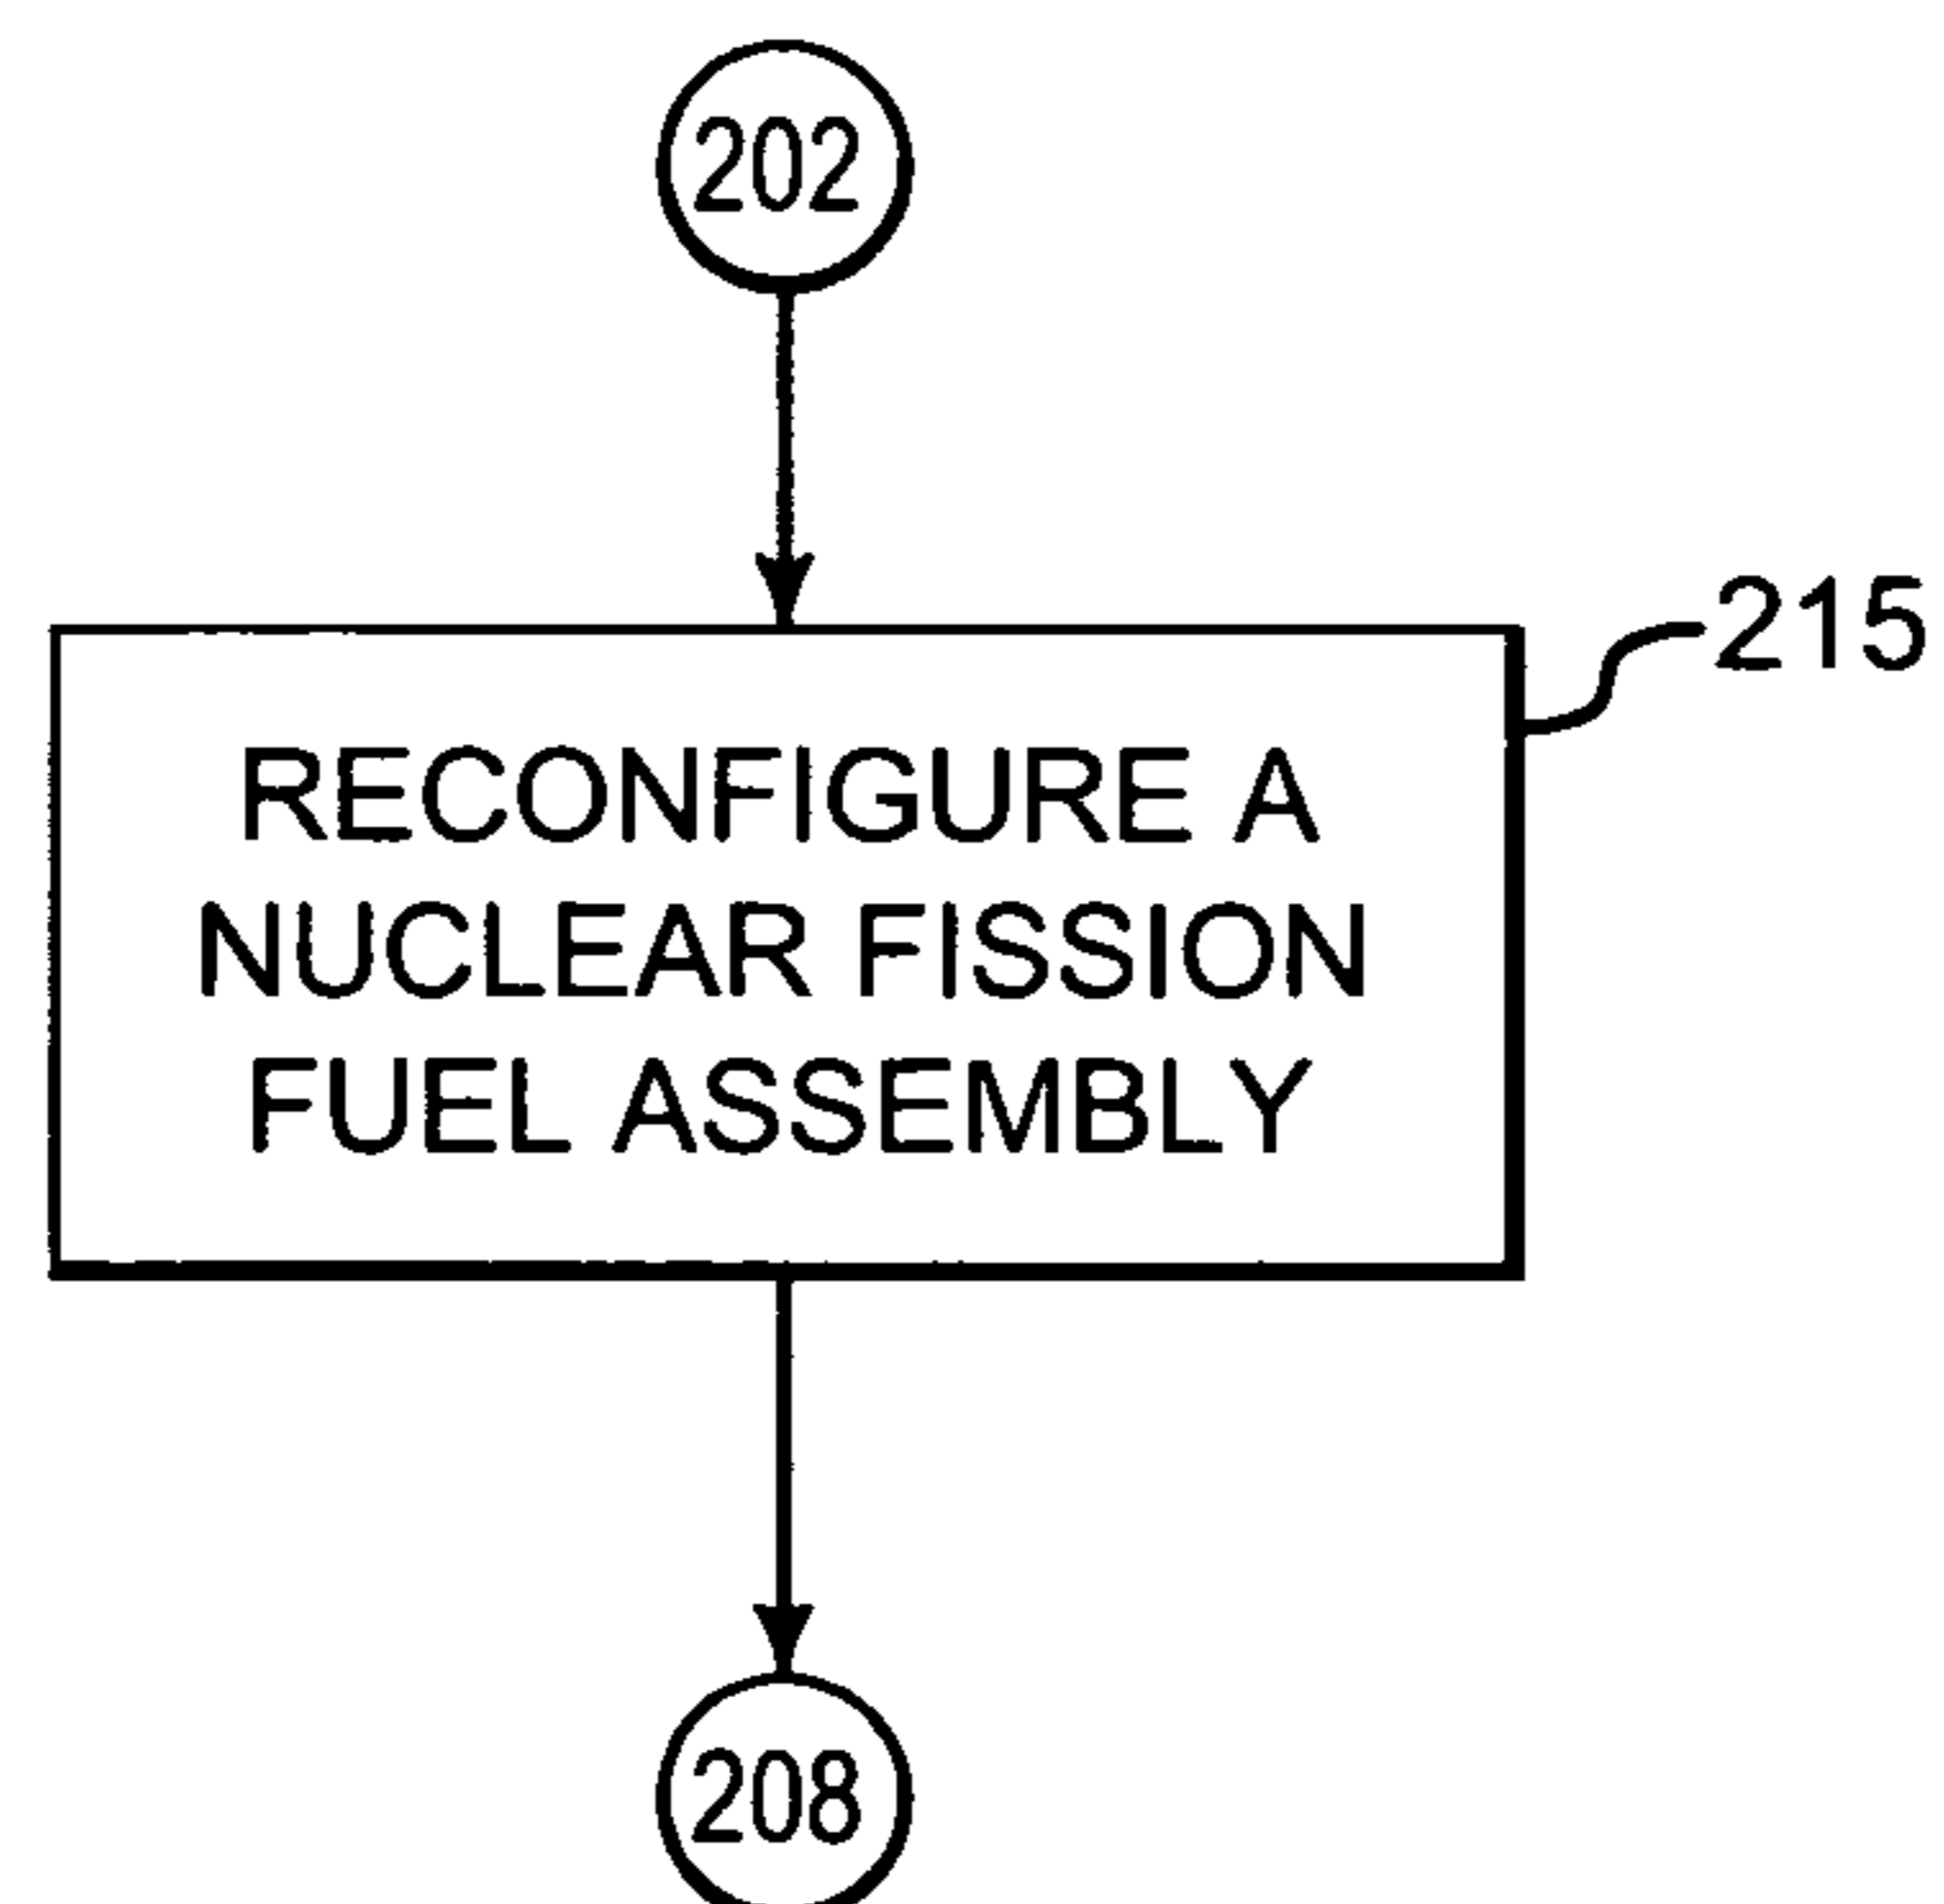 202
215
RECONFIGURE A
NUCLEAR FISSION
FUEL ASSEMBLY
208